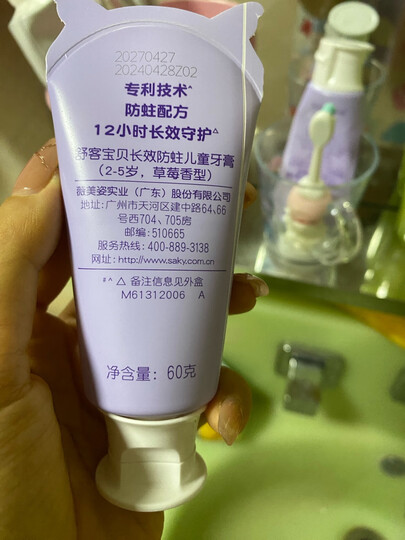 20270427
20240428Z02
专利技术^
防蛀配方
12小时长效守护△
舒客宝贝长效防蛀儿童牙膏
(2-5岁，草莓香型)
薇美姿实业（广东）股份有限公司
地址:广州市天河区建中路64、66
号西704、705房
邮编:510665
服务热线: 400-889-3138
网址: http://www.saky.com.cn
#^△ 备注信息见外盒
M61312006 A
净含量: 60克